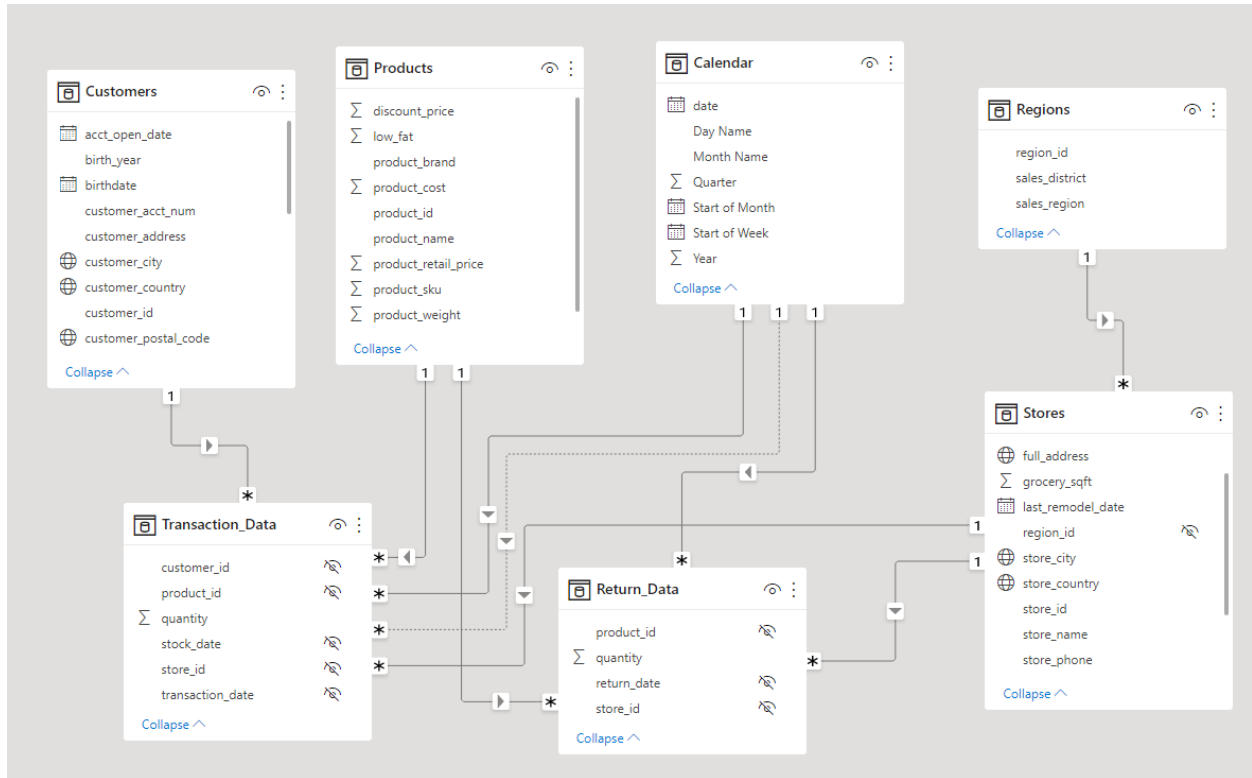 Customers
acct_open_date
birth_year
birthdate
customer_acct_num
customer_address
customer_city
customer_country
customer_id
customer_postal_code
Collapse
1
Products
discount_price
low_fat
product_brand
product_cost
product_id
product_name
product_retail_price
product_sku
product_weight
Collapse
1
1
Calendar
date
Day Name
Month Name
Quarter
Start of Month
Start of Week
Year
Collapse
1
1
1
Regions
region_id
sales_district
sales_region
Collapse
1
*
Stores
full_address
grocery_sqft
last_remodel_date
region_id
store_city
store_country
store_id
store_name
store_phone
Collapse
1
1
*
Transaction_Data
customer_id
product_id
quantity
stock_date
store_id
transaction_date
Collapse
*
*
*
*
*
Return_Data
product_id
quantity
return_date
store_id
Collapse
*
*